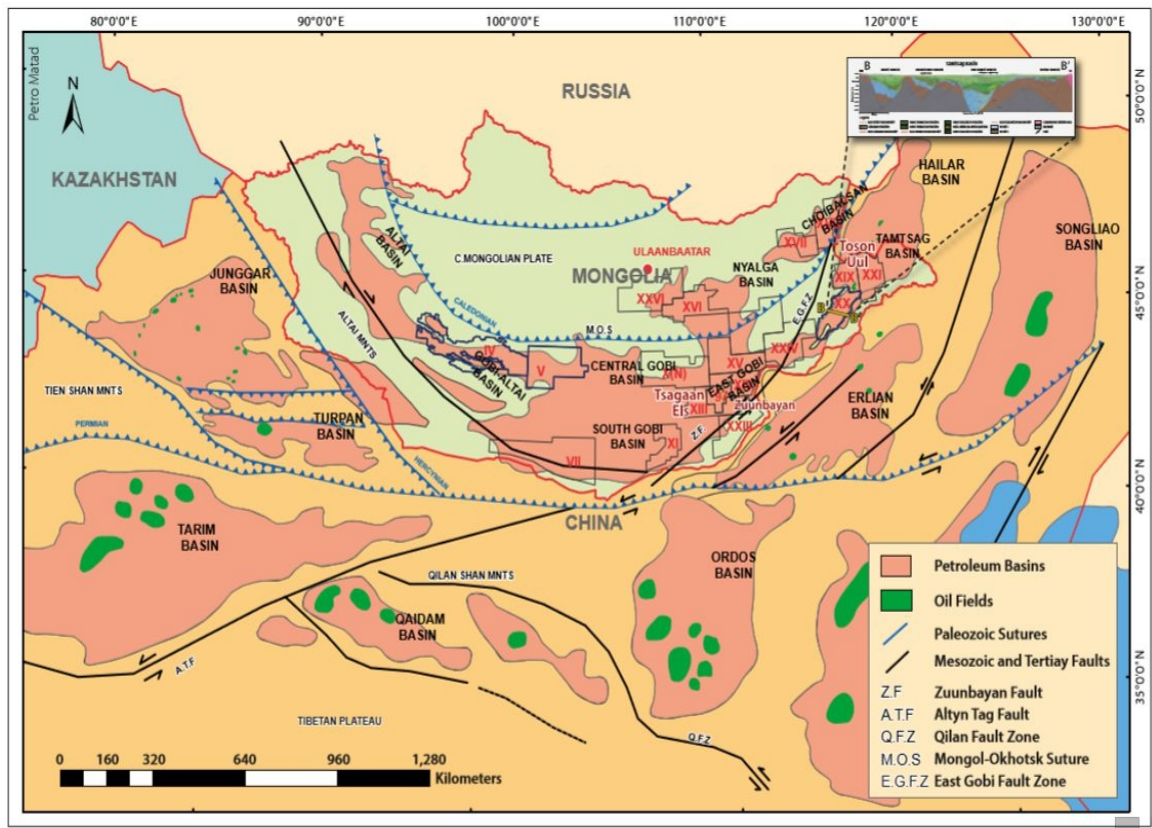 80°0'0"E
90°0'0"E
100°0'0"E
110°0'0"E
120°0'0"E
130°0'0"E
Petro Matad
N
RUSSIA
KAZAKHSTAN
B
B'
50°0'0"N
HAILAR
BASIN
SONGLIAO
BASIN
CHOIBALSAN
BASIN
XVII
Toson
Uul
TAMTSAG
BASIN
XIX
XXI
XX
B
ALTAI
BASIN
C.MONGOLIAN PLATE
ULAANBAATAR
MONGOLIA
NYALGA
BASIN
XXVI
XVI
E.G.F.Z
45°0'0"N
JUNGGAR
BASIN
CALEDONIAN
M.O.S
ALTAI MNTS
IV
GOBI ALTAI
BASIN
V
CENTRAL GOBI
BASIN
XV
EAST GOBI
BASIN
Tsagaan
Els
XIII
Zuunbayan
XXIII
ERLIAN
BASIN
TIEN SHAN MNTS
TURPAN
BASIN
PERMIAN
HERCYNIAN
SOUTH GOBI
BASIN
XI
Z.F.
VII
40°0'0"N
CHINA
TARIM
BASIN
ORDOS
BASIN
QILAN SHAN MNTS
QAIDAM
BASIN
A.T.F
35°0'0"N
TIBETAN PLATEAU
Q.F.Z
0 160 320 640 960 1,280
Kilometers
Petroleum Basins
Oil Fields
Paleozoic Sutures
Mesozoic and Tertiay Faults
Z.F Zuunbayan Fault
A.T.F Altyn Tag Fault
Q.F.Z Qilan Fault Zone
M.O.S Mongol-Okhotsk Suture
E.G.F.Z East Gobi Fault Zone